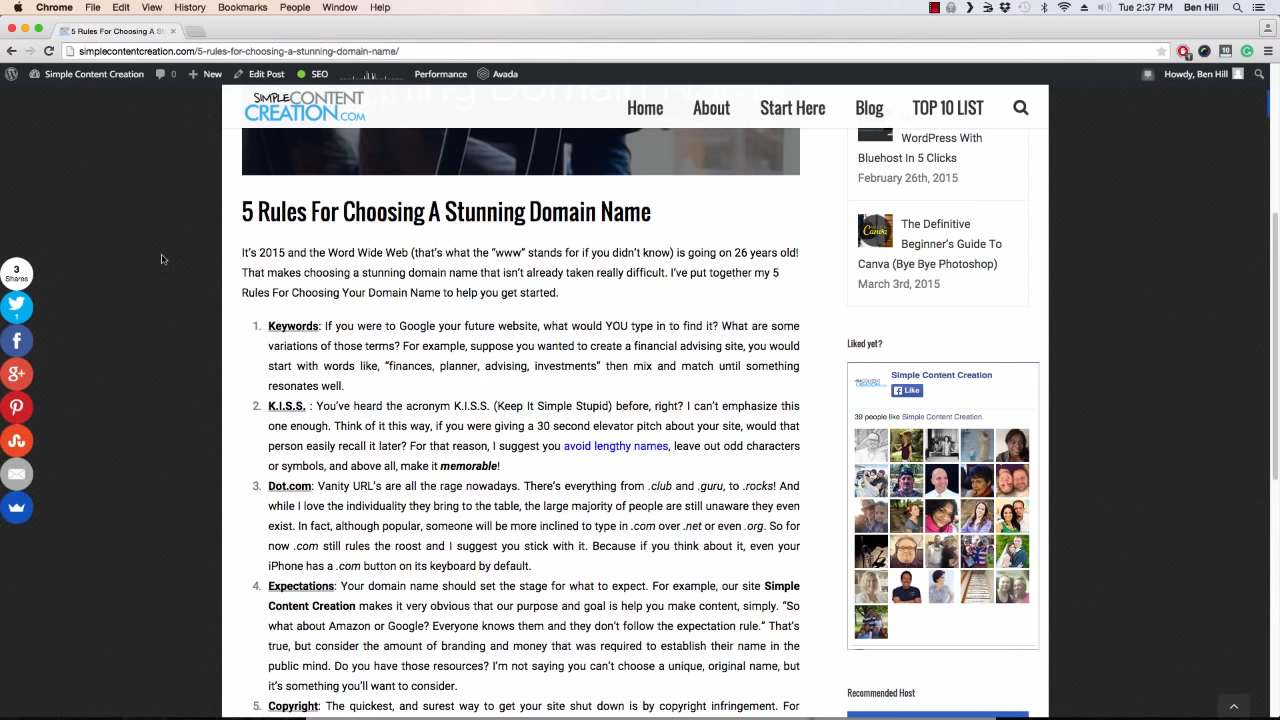 Chrome File Edit View History Bookmarks People Window Help
Tue 2:37 PM Ben Hill
5 Rules For Choosing A St
simplecontentcreation.com/5-rules-for-choosing-a-stunning-domain-name/
Simple Content Creation 0 + New Edit Post SEO Performance Avada Howdy, Ben Hill
SIMPLE CONTENT
CREATION.COM
Home About Start Here Blog TOP 10 LIST
WordPress With
Bluehost In 5 Clicks
February 26th, 2015
The Definitive
Beginner's Guide To
Canva (Bye Bye Photoshop)
March 3rd, 2015
Canva
5 Rules For Choosing A Stunning Domain Name
It's 2015 and the Word Wide Web (that's what the "www" stands for if you didn't know) is going on 26 years old!
That makes choosing a stunning domain name that isn't already taken really difficult. I've put together my 5
Rules For Choosing Your Domain Name to help you get started.
1. Keywords: If you were to Google your future website, what would YOU type in to find it? What are some
variations of those terms? For example, suppose you wanted to create a financial advising site, you would
start with words like, "finances, planner, advising, investments" then mix and match until something
resonates well.
2. K.I.S.S. : You've heard the acronym K.I.S.S. (Keep It Simple Stupid) before, right? I can't emphasize this
one enough. Think of it this way, if you were giving a 30 second elevator pitch about your site, would that
person easily recall it later? For that reason, I suggest you avoid lengthy names, leave out odd characters
or symbols, and above all, make it memorable!
3. Dot.com: Vanity URL's are all the rage nowadays. There's everything from .club and .guru, to .rocks! And
while I love the individuality they bring to the table, the large majority of people are still unaware they even
exist. In fact, although popular, someone will be more inclined to type in .com over .net or even .org. So for
now .com still rules the roost and I suggest you stick with it. Because if you think about it, even your
iPhone has a .com button on its keyboard by default.
4. Expectations: Your domain name should set the stage for what to expect. For example, our site Simple
Content Creation makes it very obvious that our purpose and goal is help you make content, simply. "So
what about Amazon or Google? Everyone knows them and they don't follow the expectation rule." That's
true, but consider the amount of branding and money that was required to establish their name in the
public mind. Do you have those resources? I'm not saying you can't choose a unique, original name, but
it's something you'll want to consider.
5. Copyright: The quickest, and surest way to get your site shut down is by copyright infringement. For
3
Shares
1
Liked yet?
Simple Content Creation
Like
39 people like Simple Content Creation.
Recommended Host